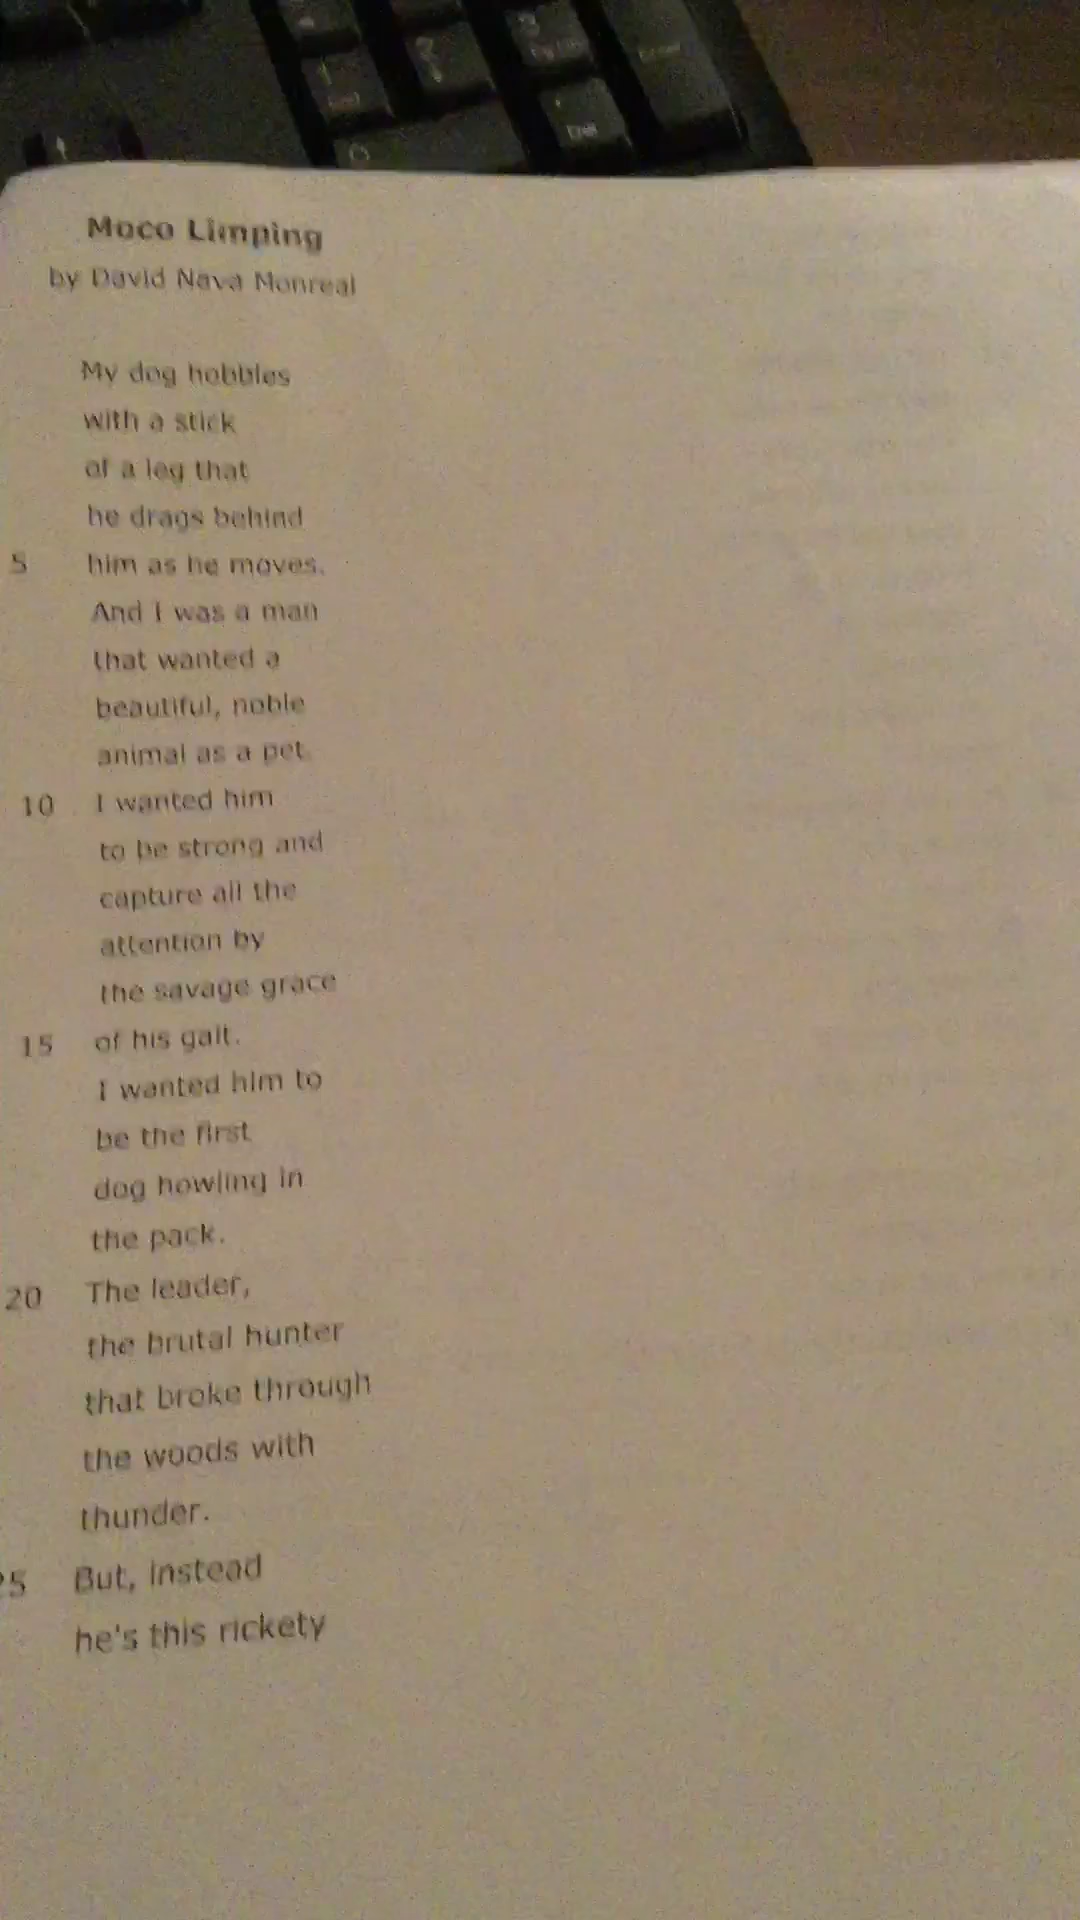 Moco Limping
by David Nava Monreal
My dog hobbles
with a stick
of a leg that
he drags behind
5 him as he moves.
And I was a man
that wanted a
beautiful, noble
animal as a pet.
10 I wanted him
to be strong and
capture all the
attention by
the savage grace
15 of his gait.
I wanted him to
be the first
dog howling in
the pack.
20 The leader,
the brutal hunter
that broke through
the woods with
thunder.
25 But, instead
he's this rickety